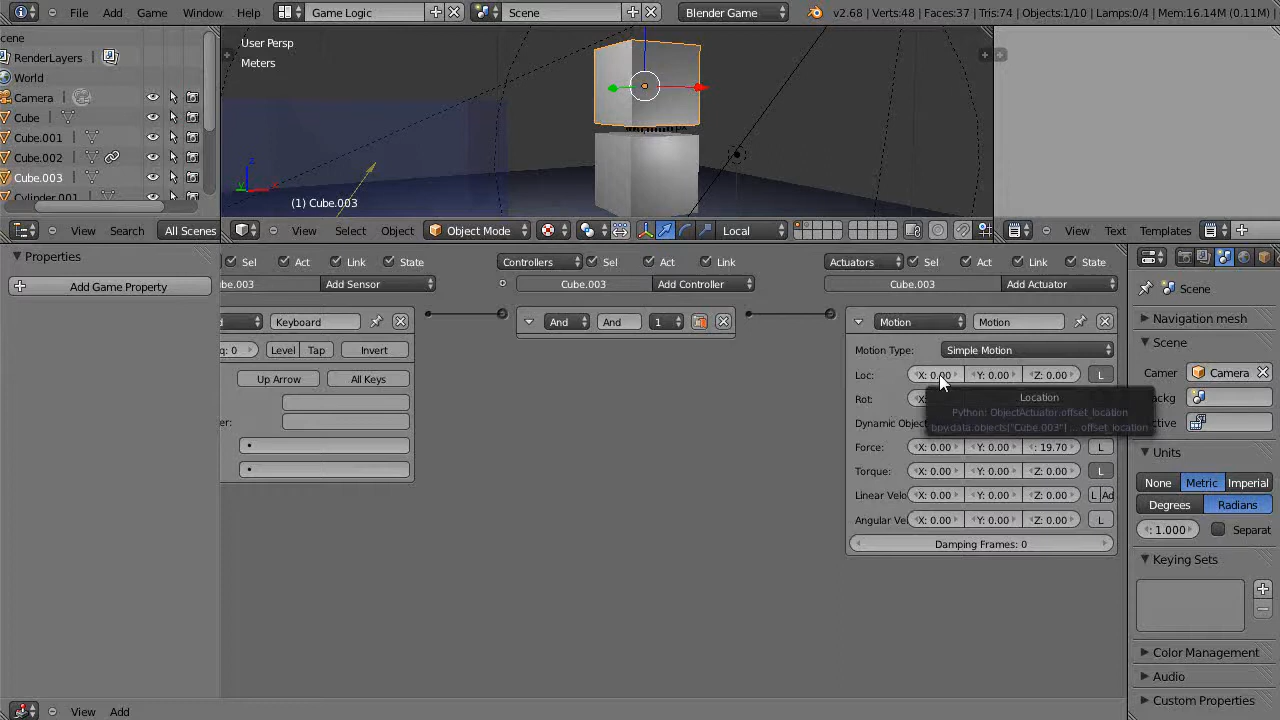 File Add Game Window Help Game Logic Scene Blender Game v2.68 | Verts:48 | Faces:37 | Tris:74 | Objects:1/10 | Lamps:0/4 | Mem:16.14M (0.11M) |
cene
RenderLayers
World
Camera
Cube
Cube.001
Cube.002
Cube.003
Cylinder.001
View Search All Scenes
User Persp
Meters
(1) Cube.003
View Select Object Object Mode Local
View Text Templates
Properties
Add Game Property
Sel Act Link State
be.003 Add Sensor
Keyboard
q: 0 Level Tap Invert
Up Arrow All Keys
er:
Controllers Sel Act Link
Cube.003 Add Controller
And And 1
Actuators Sel Act Link State
Cube.003 Add Actuator
Motion Motion
Motion Type: Simple Motion
Loc: X: 0.00 Y: 0.00 Z: 0.00 L
Rot:
Location
Python: ObjectActuator.offset_location
bpy.data.objects["Cube.003"] ... offset_location
Dynamic Object
Force: X: 0.00 Y: 0.00 : 19.70 L
Torque: X: 0.00 Y: 0.00 Z: 0.00 L
Linear Velo X: 0.00 Y: 0.00 Z: 0.00 L Ad
Angular Vel X: 0.00 Y: 0.00 Z: 0.00 L
Damping Frames: 0
Scene
Navigation mesh
Scene
Camer Camera
Backg
ctive
Units
None Metric Imperial
Degrees Radians
: 1.000 Separat
Keying Sets
Color Management
Audio
Custom Properties
View Add